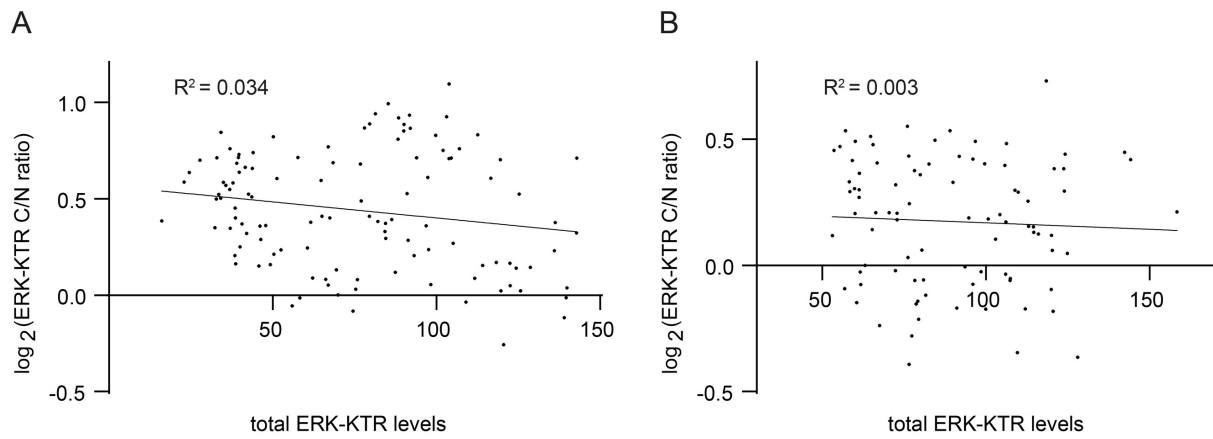 A
R² = 0.034
log 2 (ERK-KTR C/N ratio)
1.0
0.5
0.0
-0.5
50
100
150
total ERK-KTR levels
B
R² = 0.003
log 2 (ERK-KTR C/N ratio)
0.5
0.0
-0.5
50
100
150
total ERK-KTR levels